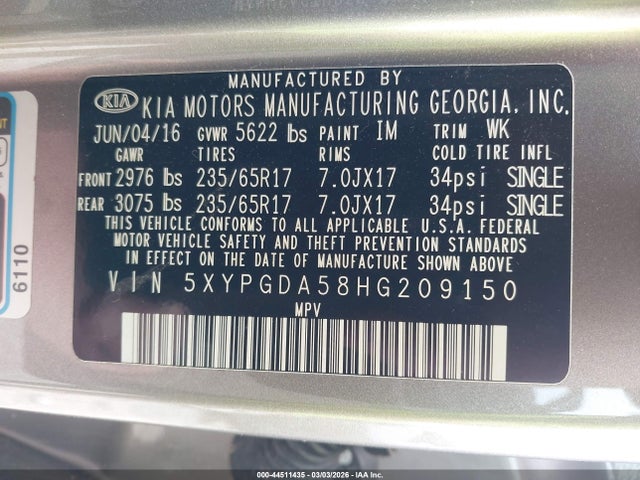 MANUFACTURED BY
KIA KIA MOTORS MANUFACTURING GEORGIA. INC.
JUN/04/16 GVWR 5622 lbs PAINT IM TRIM WK
GAWR TIRES RIMS COLD TIRE INFL
FRONT 2976 lbs 235/65R17 7.0JX17 34psi SINGLE
REAR 3075 lbs 235/65R17 7.0JX17 34psi SINGLE
THIS VEHICLE CONFORMS TO ALL APPLICABLE U.S.A. FEDERAL
MOTOR VEHICLE SAFETY AND THEFT PREVENTION STANDARDS
IN EFFECT ON THE DATE OF MANUFACTURE SHOWN ABOVE.
VIN 5XYPGDA58HG209150
MPV
6110
000-44511435 - 03/03/2026 - IAA Inc.